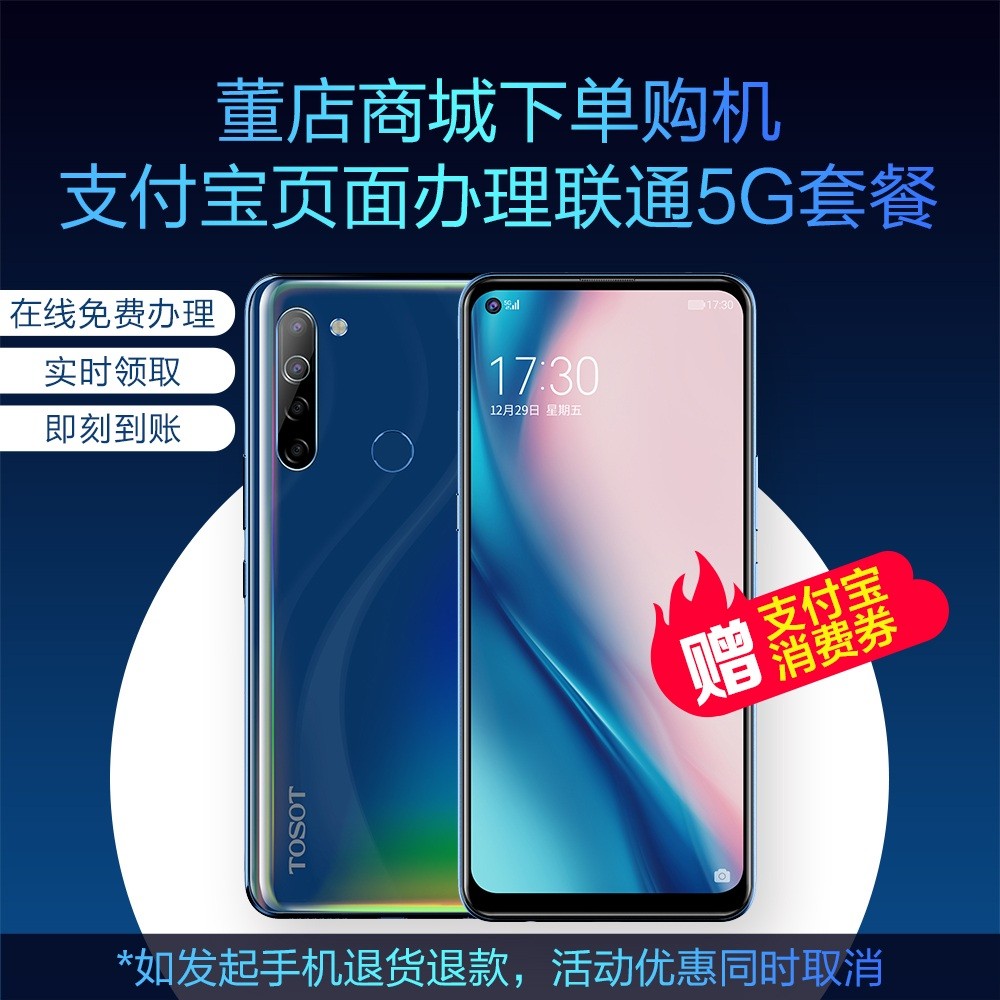 董店商城下单购机
支付宝页面办理联通5G套餐
在线免费办理
实时领取
即刻到账
5G
17:30
17:30
12月29日 星期五
赠
支付宝
消费券
TOSOT
*如发起手机退货退款，活动优惠同时取消